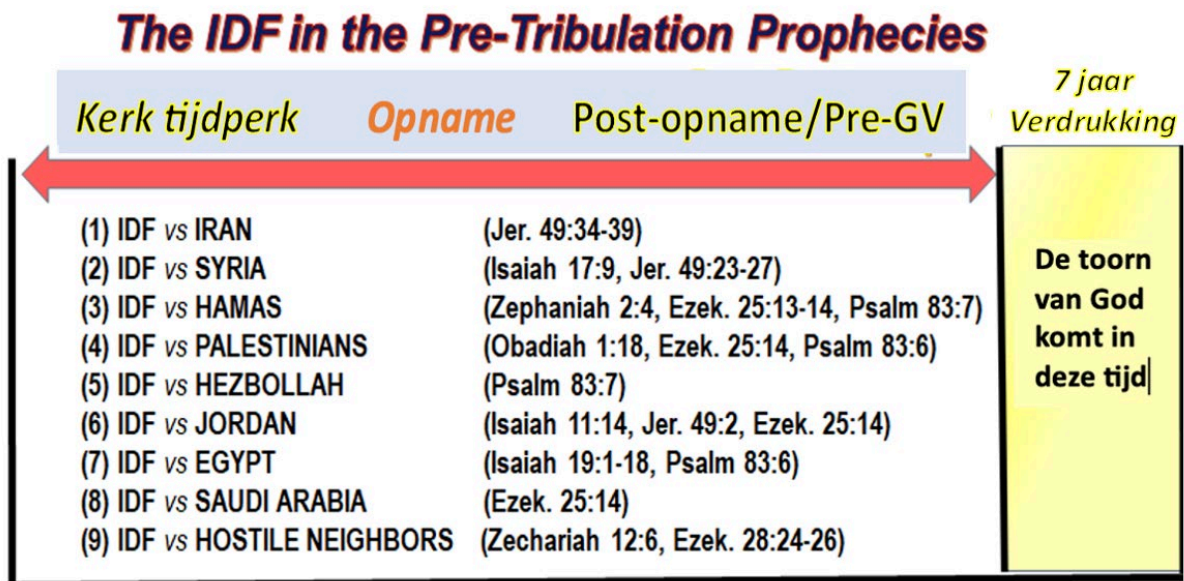 The IDF in the Pre-Tribulation Prophecies
Kerk tijdperk Opname Post-opname/Pre-GV
7 jaar
Verdrukking
(1) IDF vs IRAN (Jer. 49:34-39)
(2) IDF vs SYRIA (Isaiah 17:9, Jer. 49:23-27)
(3) IDF vs HAMAS (Zephaniah 2:4, Ezek. 25:13-14, Psalm 83:7)
(4) IDF vs PALESTINIANS (Obadiah 1:18, Ezek. 25:14, Psalm 83:6)
(5) IDF vs HEZBOLLAH (Psalm 83:7)
(6) IDF vs JORDAN (Isaiah 11:14, Jer. 49:2, Ezek. 25:14)
(7) IDF vs EGYPT (Isaiah 19:1-18, Psalm 83:6)
(8) IDF vs SAUDI ARABIA (Ezek. 25:14)
(9) IDF vs HOSTILE NEIGHBORS (Zechariah 12:6, Ezek. 28:24-26)
De toorn
van God
komt in
deze tijd